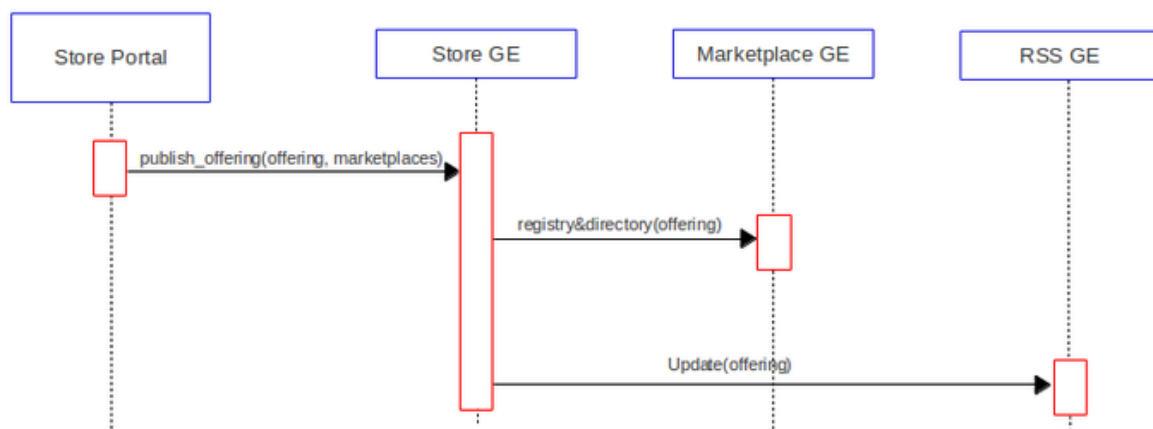 Store Portal
Store GE
Marketplace GE
RSS GE
publish_offering(offering, marketplaces)
registry&directory(offering)
Update(offering)